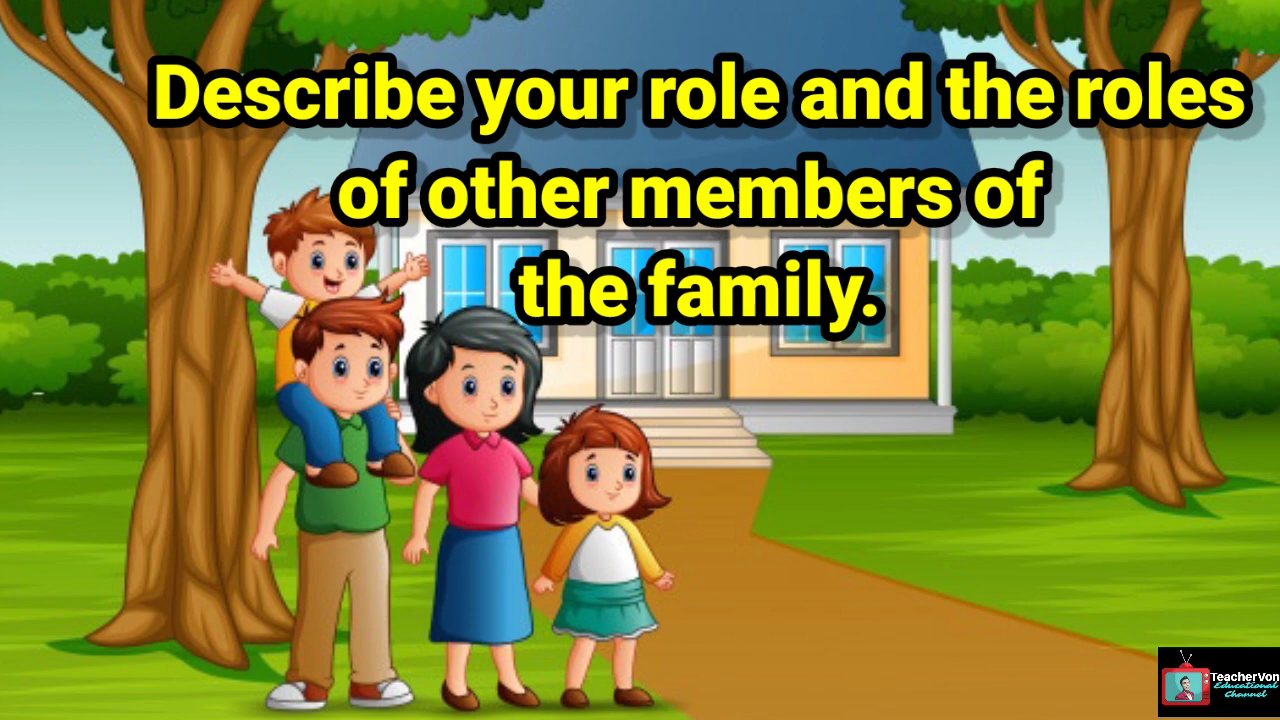 Describe your role and the roles
of other members of
the family.
TeacherVon
Educational
Channel